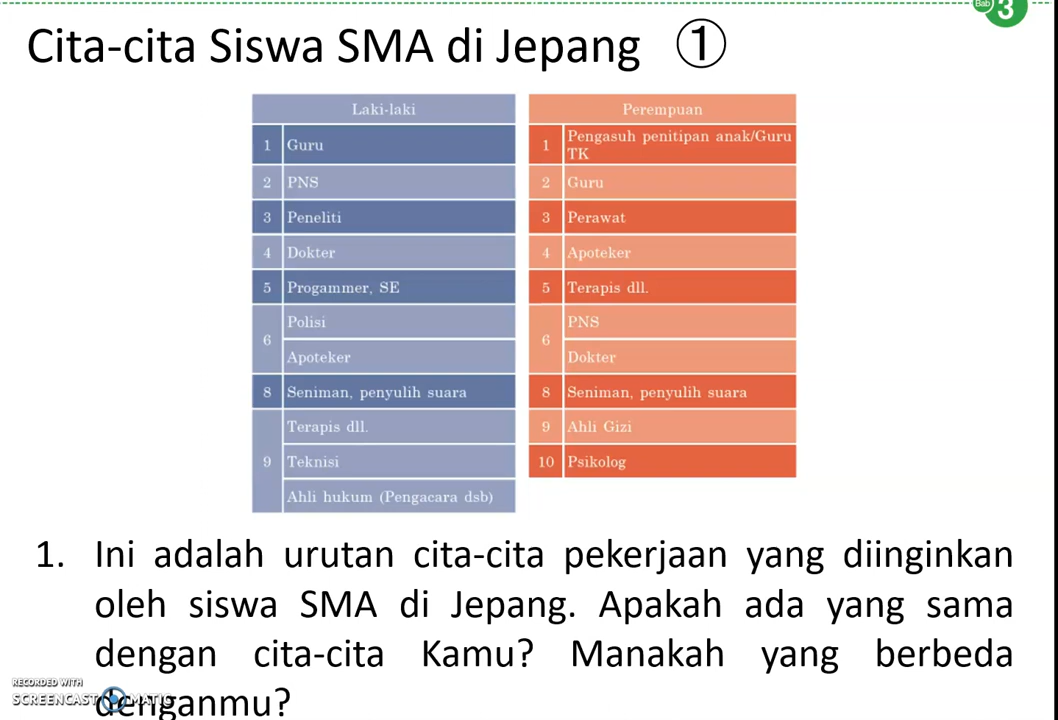 Bab 3
Cita-cita Siswa SMA di Jepang ①
Laki-laki
1 Guru
2 PNS
3 Peneliti
4 Dokter
5 Progammer, SE
6 Polisi
Apoteker
8 Seniman, penyulih suara
9 Terapis dll.
Teknisi
Ahli hukum (Pengacara dsb)
Perempuan
1 Pengasuh penitipan anak/Guru
TK
2 Guru
3 Perawat
4 Apoteker
5 Terapis dll.
6 PNS
Dokter
8 Seniman, penyulih suara
9 Ahli Gizi
10 Psikolog
1. Ini adalah urutan cita-cita pekerjaan yang diinginkan
oleh siswa SMA di Jepang. Apakah ada yang sama
dengan cita-cita Kamu? Manakah yang berbeda
denganmu?
RECORDED WITH
SCREENCAST-O-MATIC